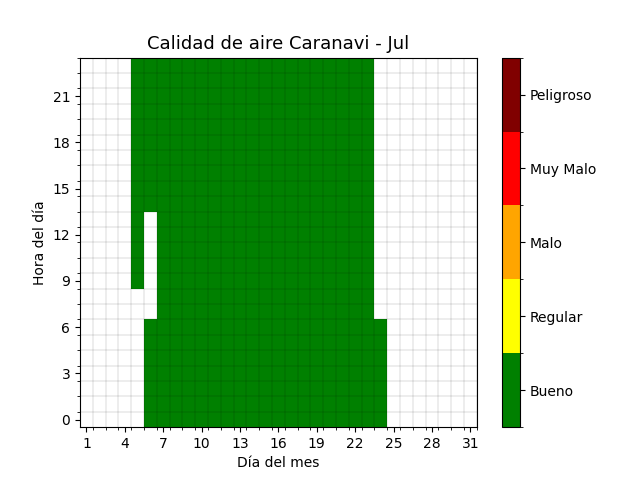 Calidad de aire Caranavi - Jul
Hora del día
21
18
15
12
9
6
3
0
1 4 7 10 13 16 19 22 25 28 31
Día del mes
Peligroso
Muy Malo
Malo
Regular
Bueno